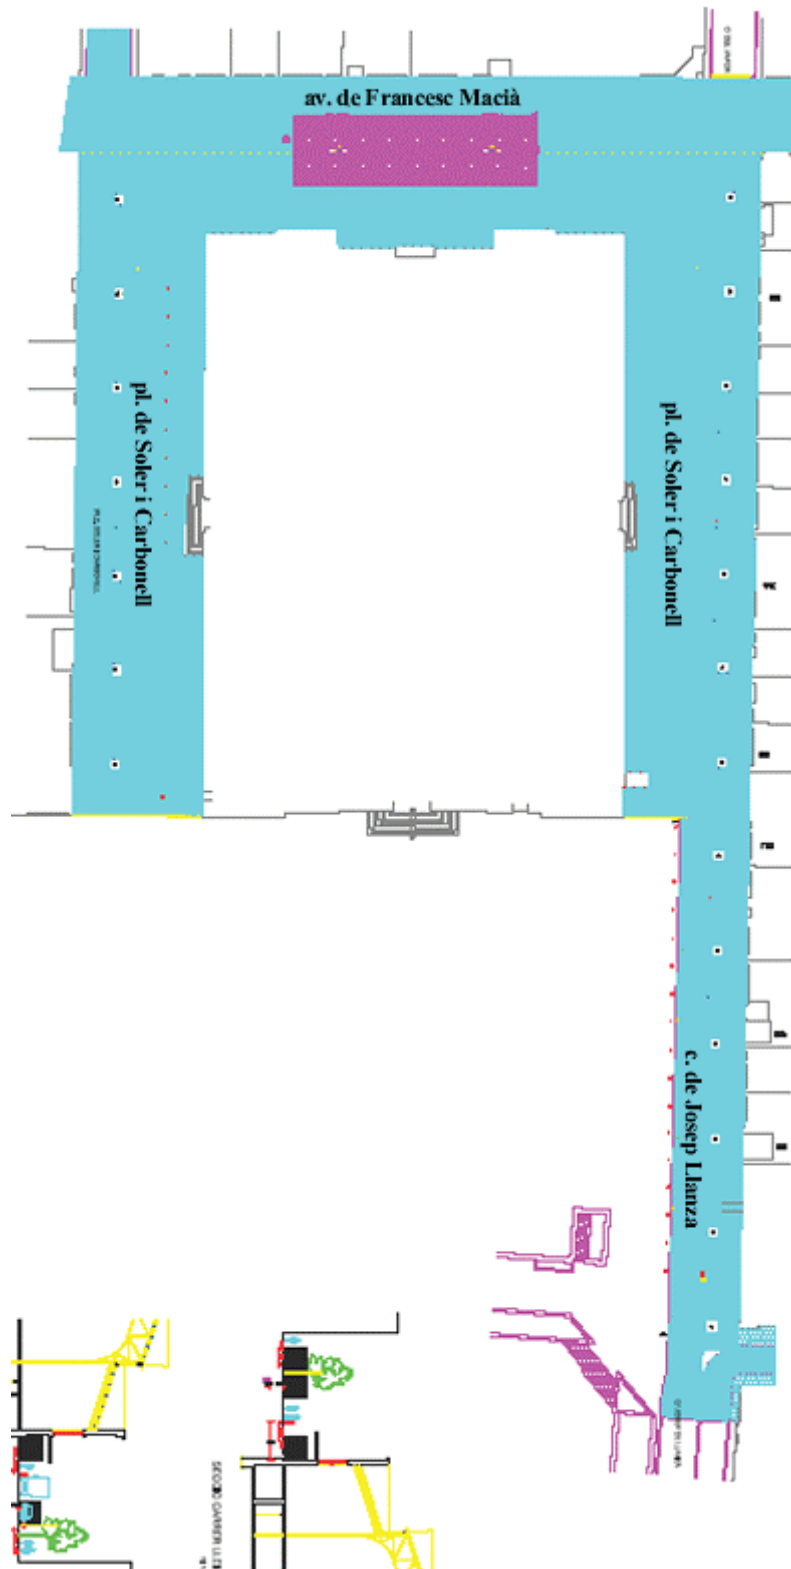 av. de Francesc Macià
pl. de Soler i Carbonell
pl. de Soler i Carbonell
c. de Josep Llanza